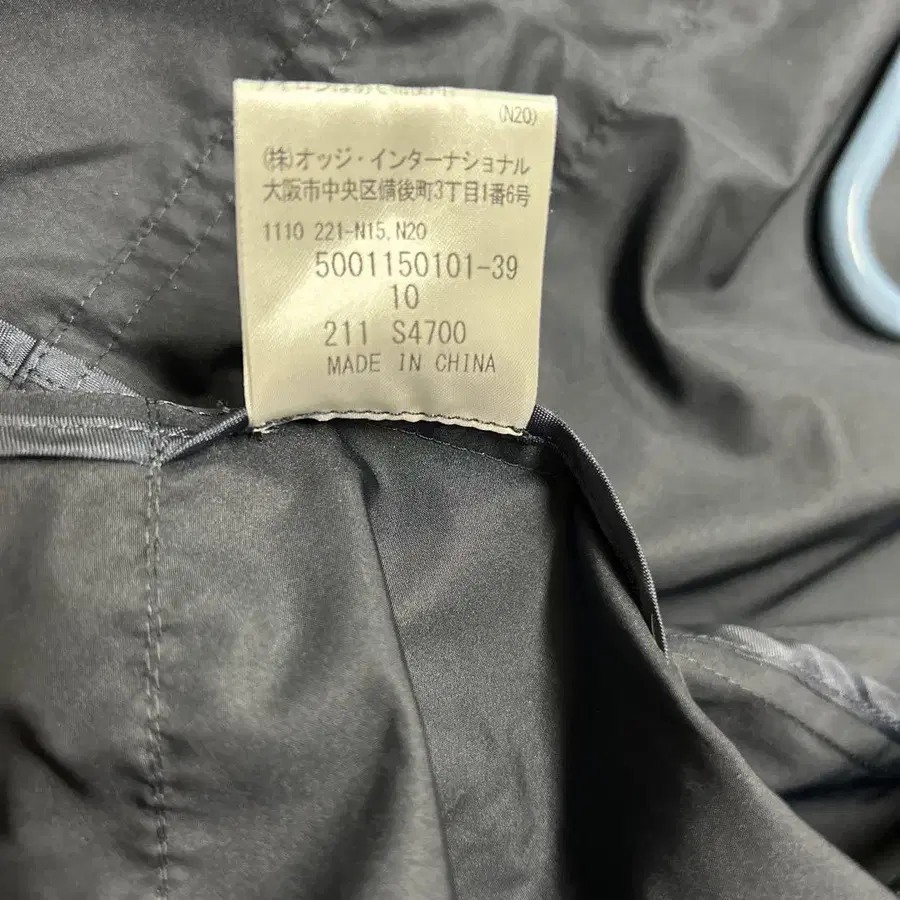 (N20)
(株)オッジ・インターナショナル
大阪市中央区備後町3丁目1番6号
1110 221-N15, N20
5001150101-39
10
211 S4700
MADE IN CHINA